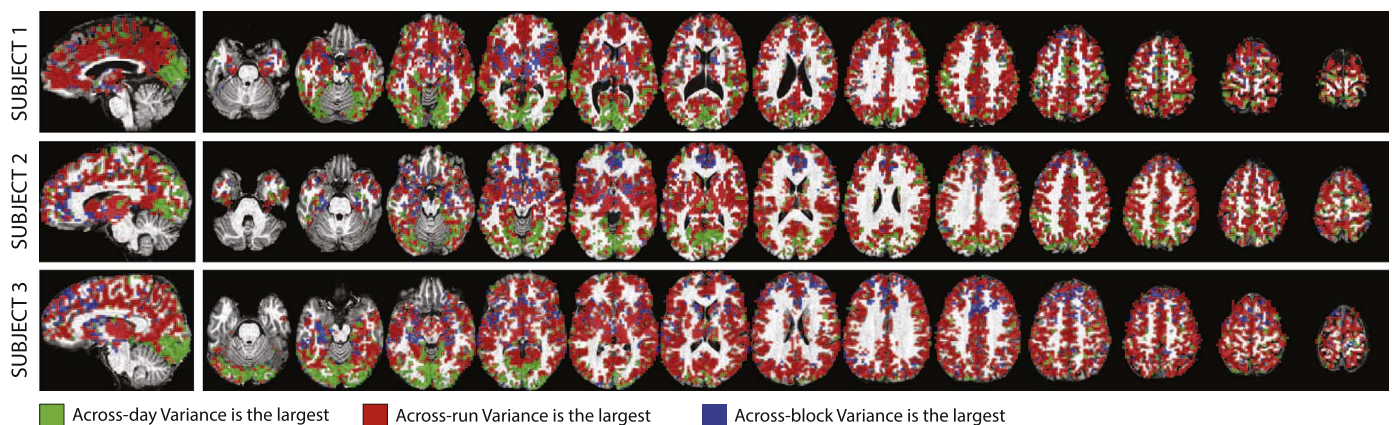 SUBJECT 1
SUBJECT 2
SUBJECT 3
Across-day Variance is the largest
Across-run Variance is the largest
Across-block Variance is the largest